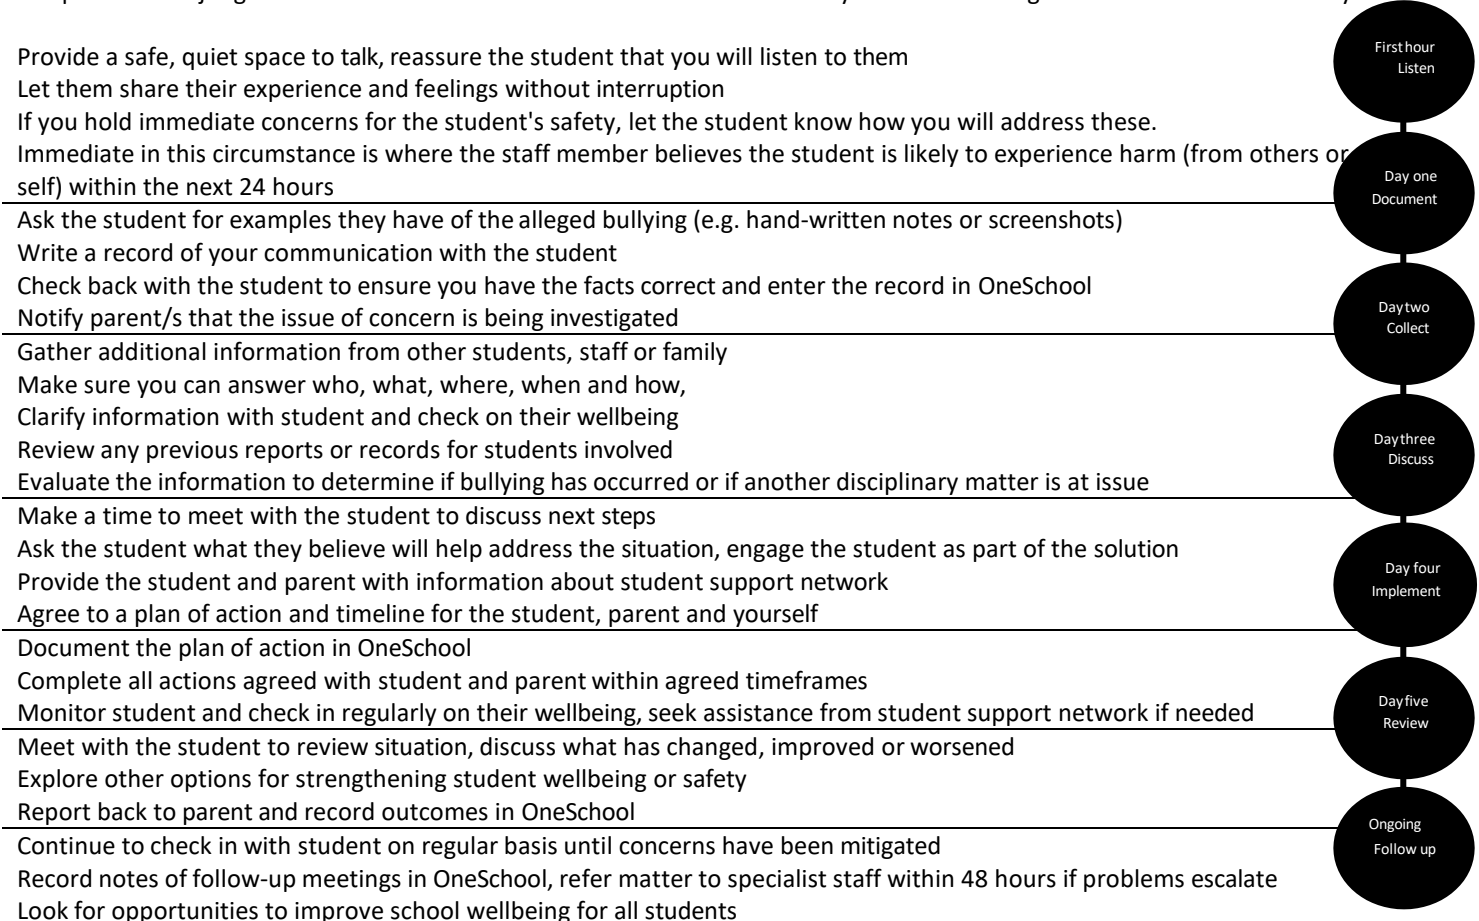 Provide a safe, quiet space to talk, reassure the student that you will listen to them
Let them share their experience and feelings without interruption
If you hold immediate concerns for the student's safety, let the student know how you will address these.
Immediate in this circumstance is where the staff member believes the student is likely to experience harm (from others or
self) within the next 24 hours
First hour
Listen
Ask the student for examples they have of the alleged bullying (e.g. hand-written notes or screenshots)
Write a record of your communication with the student
Check back with the student to ensure you have the facts correct and enter the record in OneSchool
Notify parent/s that the issue of concern is being investigated
Day one
Document
Gather additional information from other students, staff or family
Make sure you can answer who, what, where, when and how,
Clarify information with student and check on their wellbeing
Review any previous reports or records for students involved
Evaluate the information to determine if bullying has occurred or if another disciplinary matter is at issue
Day two
Collect
Make a time to meet with the student to discuss next steps
Ask the student what they believe will help address the situation, engage the student as part of the solution
Provide the student and parent with information about student support network
Agree to a plan of action and timeline for the student, parent and yourself
Day three
Discuss
Document the plan of action in OneSchool
Complete all actions agreed with student and parent within agreed timeframes
Monitor student and check in regularly on their wellbeing, seek assistance from student support network if needed
Day four
Implement
Meet with the student to review situation, discuss what has changed, improved or worsened
Explore other options for strengthening student wellbeing or safety
Report back to parent and record outcomes in OneSchool
Day five
Review
Continue to check in with student on regular basis until concerns have been mitigated
Record notes of follow-up meetings in OneSchool, refer matter to specialist staff within 48 hours if problems escalate
Look for opportunities to improve school wellbeing for all students
Ongoing
Follow up